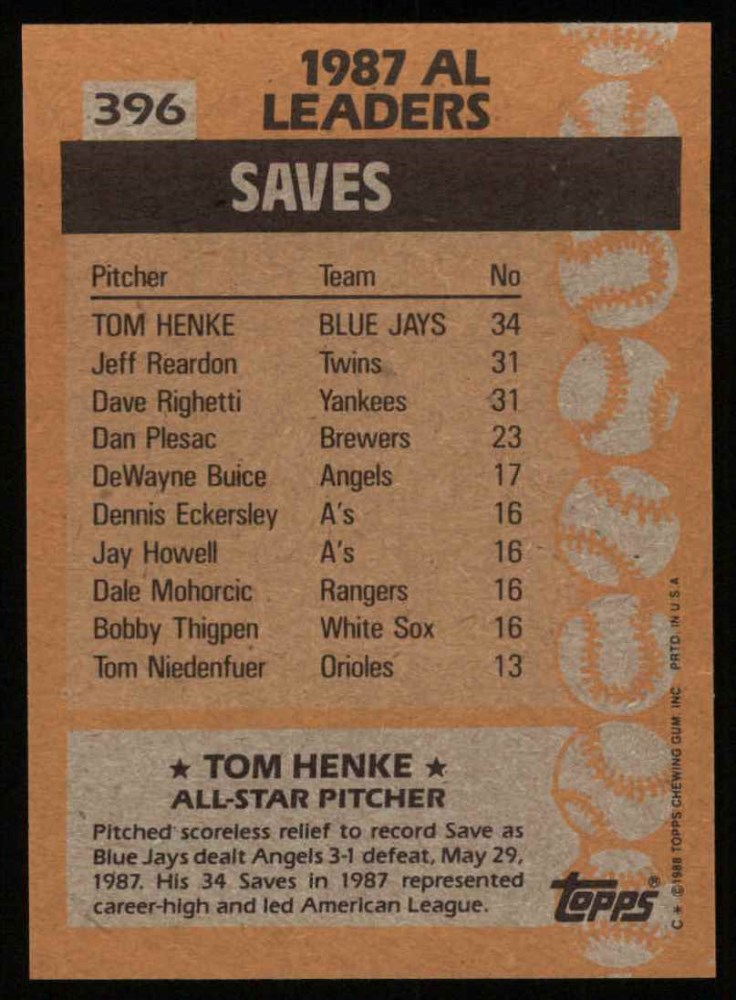 1987 AL
LEADERS
396
SAVES
Pitcher Team No
TOM HENKE BLUE JAYS 34
Jeff Reardon Twins 31
Dave Righetti Yankees 31
Dan Plesac Brewers 23
DeWayne Buice Angels 17
Dennis Eckersley A's 16
Jay Howell A's 16
Dale Mohorcic Rangers 16
Bobby Thigpen White Sox 16
Tom Niedenfuer Orioles 13
★ TOM HENKE ★
ALL-STAR PITCHER
Pitched scoreless relief to record Save as
Blue Jays dealt Angels 3-1 defeat, May 29,
1987. His 34 Saves in 1987 represented
career-high and led American League.
topps®
C * ©1988 TOPPS CHEWING GUM, INC. PRTD. IN U.S.A.